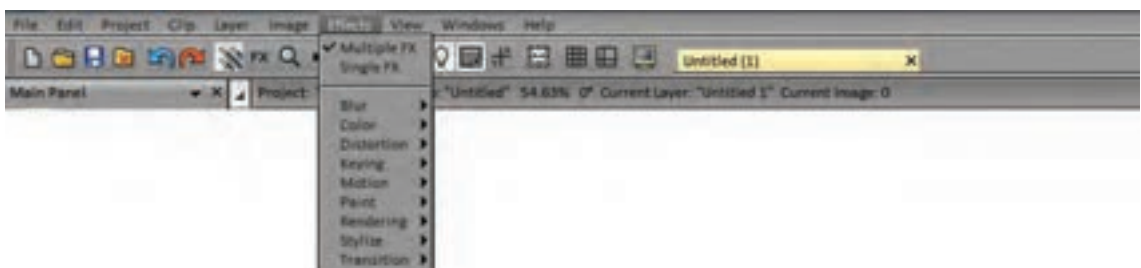 File Edit Project Clip Layer Image Effects View Windows Help
FX
Untitled (1) ×
Main Panel × Project: "Untitled" 54.63% 0° Current Layer: "Untitled 1" Current Image: 0
✔ Multiple FX
Single FX
Blur
Color
Distortion
Keying
Motion
Paint
Rendering
Stylize
Transition